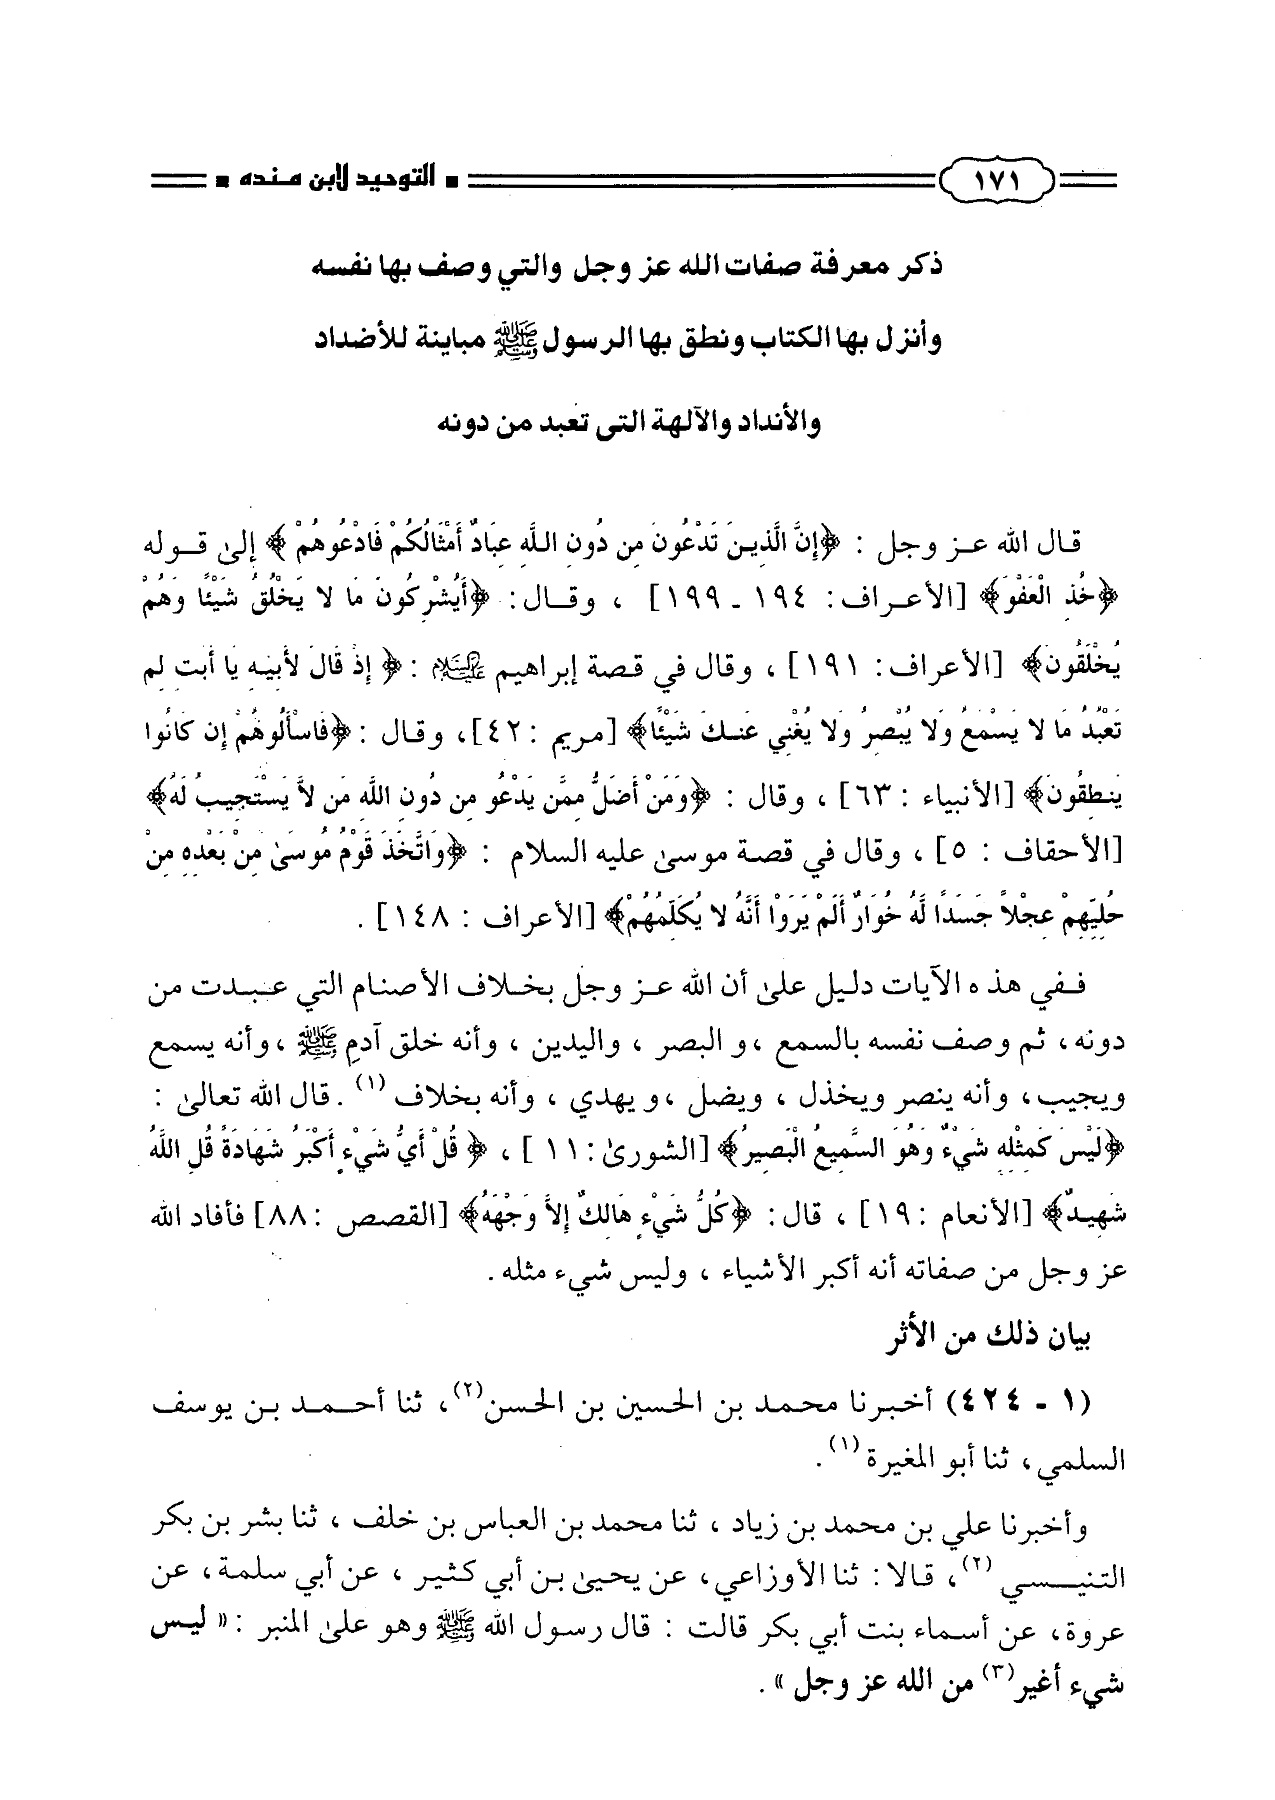 ١٧١ ▪ التوحيد لابن منده ▪
ذكر معرفة صفات الله عز وجل والتي وصف بها نفسه
وأنزل بها الكتاب ونطق بها الرسول ﷺ مباينة للأضداد
والأنداد والآلهة التي تعبد من دونه
قال الله عز وجل : ﴿إِنَّ الَّذِينَ تَدْعُونَ مِن دُونِ اللَّهِ عِبَادٌ أَمْثَالُكُمْ فَادْعُوهُمْ﴾ إلى قوله
﴿خُذِ الْعَفْوَ﴾ [الأعراف: ١٩٤ - ١٩٩] ، وقال: ﴿أَيُشْرِكُونَ مَا لا يَخْلُقُ شَيْئًا وَهُمْ
يُخْلَقُونَ﴾ [الأعراف: ١٩١] ، وقال في قصة إبراهيم عليه السلام : ﴿إِذْ قَالَ لأَبِيهِ يَا أَبَتِ لِمَ
تَعْبُدُ مَا لا يَسْمَعُ وَلا يُبْصِرُ وَلا يُغْنِي عَنكَ شَيْئًا﴾ [مريم : ٤٢]، وقال : ﴿فَاسْأَلُوهُمْ إِن كَانُوا
يَنطِقُونَ﴾ [الأنبياء : ٦٣] ، وقال : ﴿وَمَنْ أَضَلُّ مِمَّن يَدْعُو مِن دُونِ اللَّهِ مَن لاَّ يَسْتَجِيبُ لَهُ﴾
[الأحقاف : ٥] ، وقال في قصة موسى عليه السلام : ﴿وَاتَّخَذَ قَوْمُ مُوسَى مِنْ بَعْدِهِ مِنْ
حُلِيِّهِمْ عِجْلاً جَسَدًا لَّهُ خُوَارٌ أَلَمْ يَرَوْا أَنَّهُ لا يُكَلِّمُهُمْ﴾ [الأعراف : ١٤٨] .
ففي هذه الآيات دليل على أن الله عز وجل بخلاف الأصنام التي عبدت من
دونه، ثم وصف نفسه بالسمع ،و البصر ، واليدين ، وأنه خلق آدم ﷺ ،وأنه يسمع
ويجيب، وأنه ينصر ويخذل ، ويضل ،و يهدي ، وأنه بخلاف (١) .قال الله تعالى :
﴿لَيْسَ كَمِثْلِهِ شَيْءٌ وَهُوَ السَّمِيعُ الْبَصِيرُ﴾ [الشورى: ١١] ، ﴿قُلْ أَيُّ شَيْءٍ أَكْبَرُ شَهَادَةً قُلِ اللَّهُ
شَهِيدٌ﴾ [الأنعام : ١٩] ، قال: ﴿كُلُّ شَيْءٍ هَالِكٌ إِلاَّ وَجْهَهُ﴾ [القصص : ٨٨] فأفاد الله
عز وجل من صفاته أنه أكبر الأشياء ، وليس شيء مثله.
بيان ذلك من الأثر
(١ - ٤٢٤) أخبرنا محمد بن الحسين بن الحسن(٢)، ثنا أحمد بن يوسف
السلمي، ثنا أبو المغيرة(١).
وأخبرنا علي بن محمد بن زياد ، ثنا محمد بن العباس بن خلف ، ثنا بشر بن بكر
التنيسي (٢)، قالا: ثنا الأوزاعي، عن يحيى بن أبي كثير ، عن أبي سلمة، عن
عروة، عن أسماء بنت أبي بكر قالت : قال رسول الله ﷺ وهو على المنبر :« ليس
شيء أغير(٣) من الله عز وجل » .